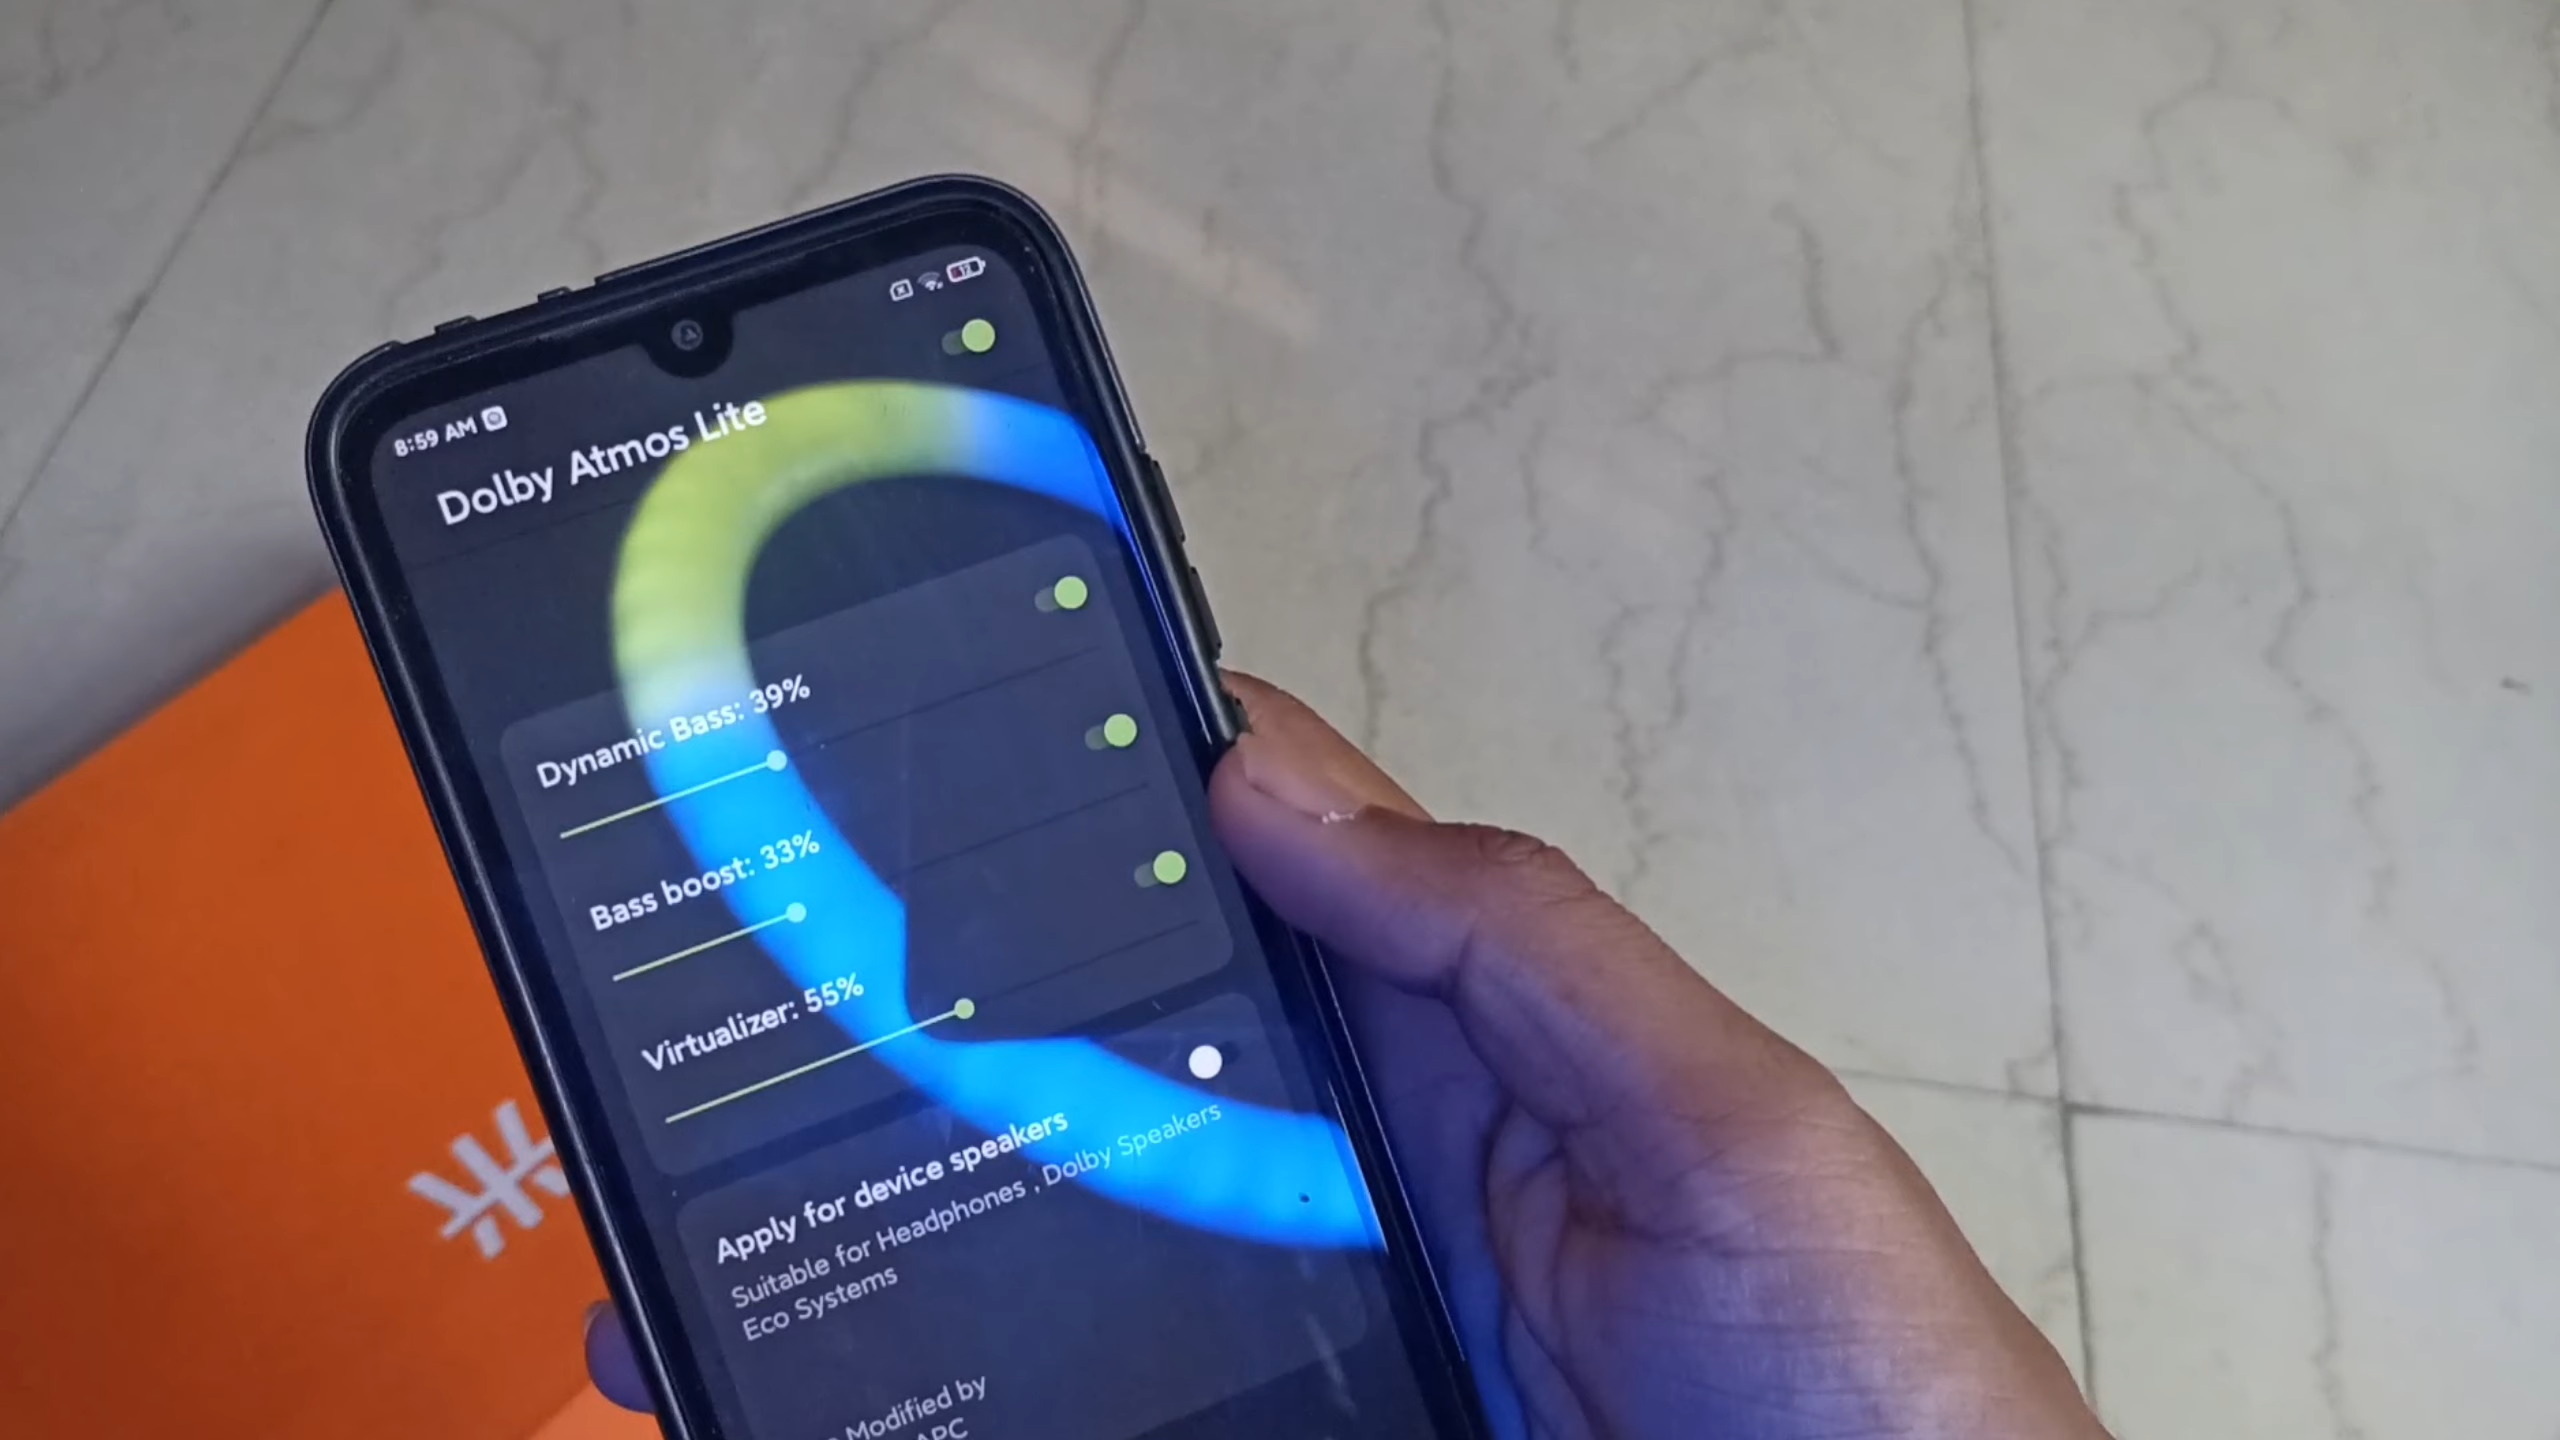 8:59 AM
12
Dolby Atmos Lite
Dynamic Bass: 39%
Bass boost: 33%
Virtualizer: 55%
Apply for device speakers
Suitable for Headphones , Dolby Speakers
Eco Systems
Modified by